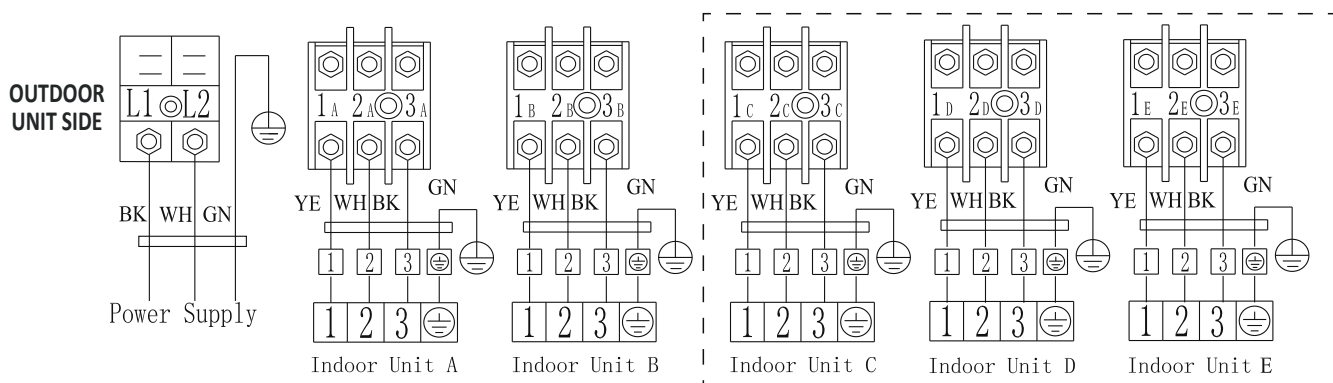 OUTDOOR
UNIT SIDE
L1 L2
1A 2A 3A
1B 2B 3B
1C 2C 3C
1D 2D 3D
1E 2E 3E
BK WH GN
YE WH BK GN
YE WH BK GN
YE WH BK GN
YE WH BK GN
YE WH BK GN
1 2 3
1 2 3
1 2 3
1 2 3
1 2 3
Power Supply
1 2 3
1 2 3
1 2 3
1 2 3
1 2 3
Indoor Unit A
Indoor Unit B
Indoor Unit C
Indoor Unit D
Indoor Unit E